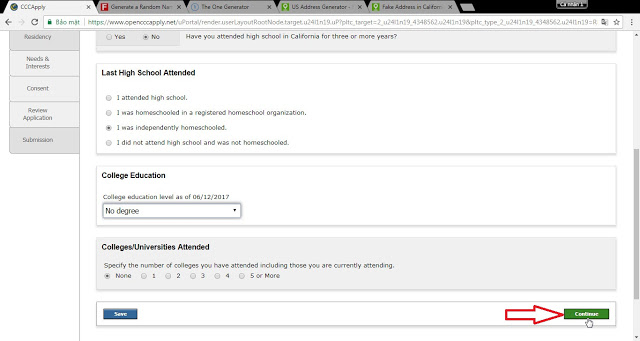 CCCApply
Generate a Random Na
The One Generator
US Address Generator -
Fake Address in Californi
Cá nhân 1
Bảo mật
https://www.opencccapply.net/uPortal/render.userLayoutRootNode.target.u24l1n19.uP?pltc_target=2_u24l1n19_4348562.u24l1n19&pltc_type_2_u24l1n19_4348562.u24l1n19=R
Residency
Needs &
Interests
Consent
Review
Application
Submission
Yes No Have you attended high school in California for three or more years?
Last High School Attended
I attended high school.
I was homeschooled in a registered homeschool organization.
I was independently homeschooled.
I did not attend high school and was not homeschooled.
College Education
College education level as of 06/12/2017
No degree
Colleges/Universities Attended
Specify the number of colleges you have attended including those you are currently attending.
None 1 2 3 4 5 or More
Save Continue